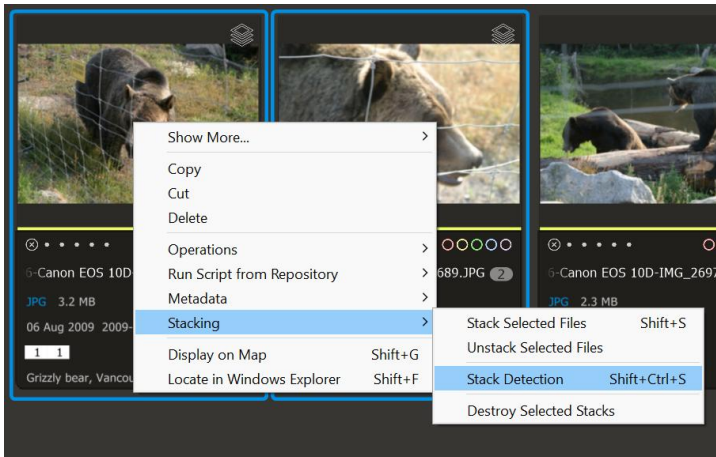 Show More...
Copy
Cut
Delete
Operations
Run Script from Repository
Metadata
Stacking
Display on Map Shift+G
Locate in Windows Explorer Shift+F
Stack Selected Files Shift+S
Unstack Selected Files
Stack Detection Shift+Ctrl+S
Destroy Selected Stacks
6-Canon EOS 10D
JPG 3.2 MB
06 Aug 2009 2009-
1 1
Grizzly bear, Vancou
689.JPG 2
6-Canon EOS 10D-IMG_2697
JPG 2.3 MB